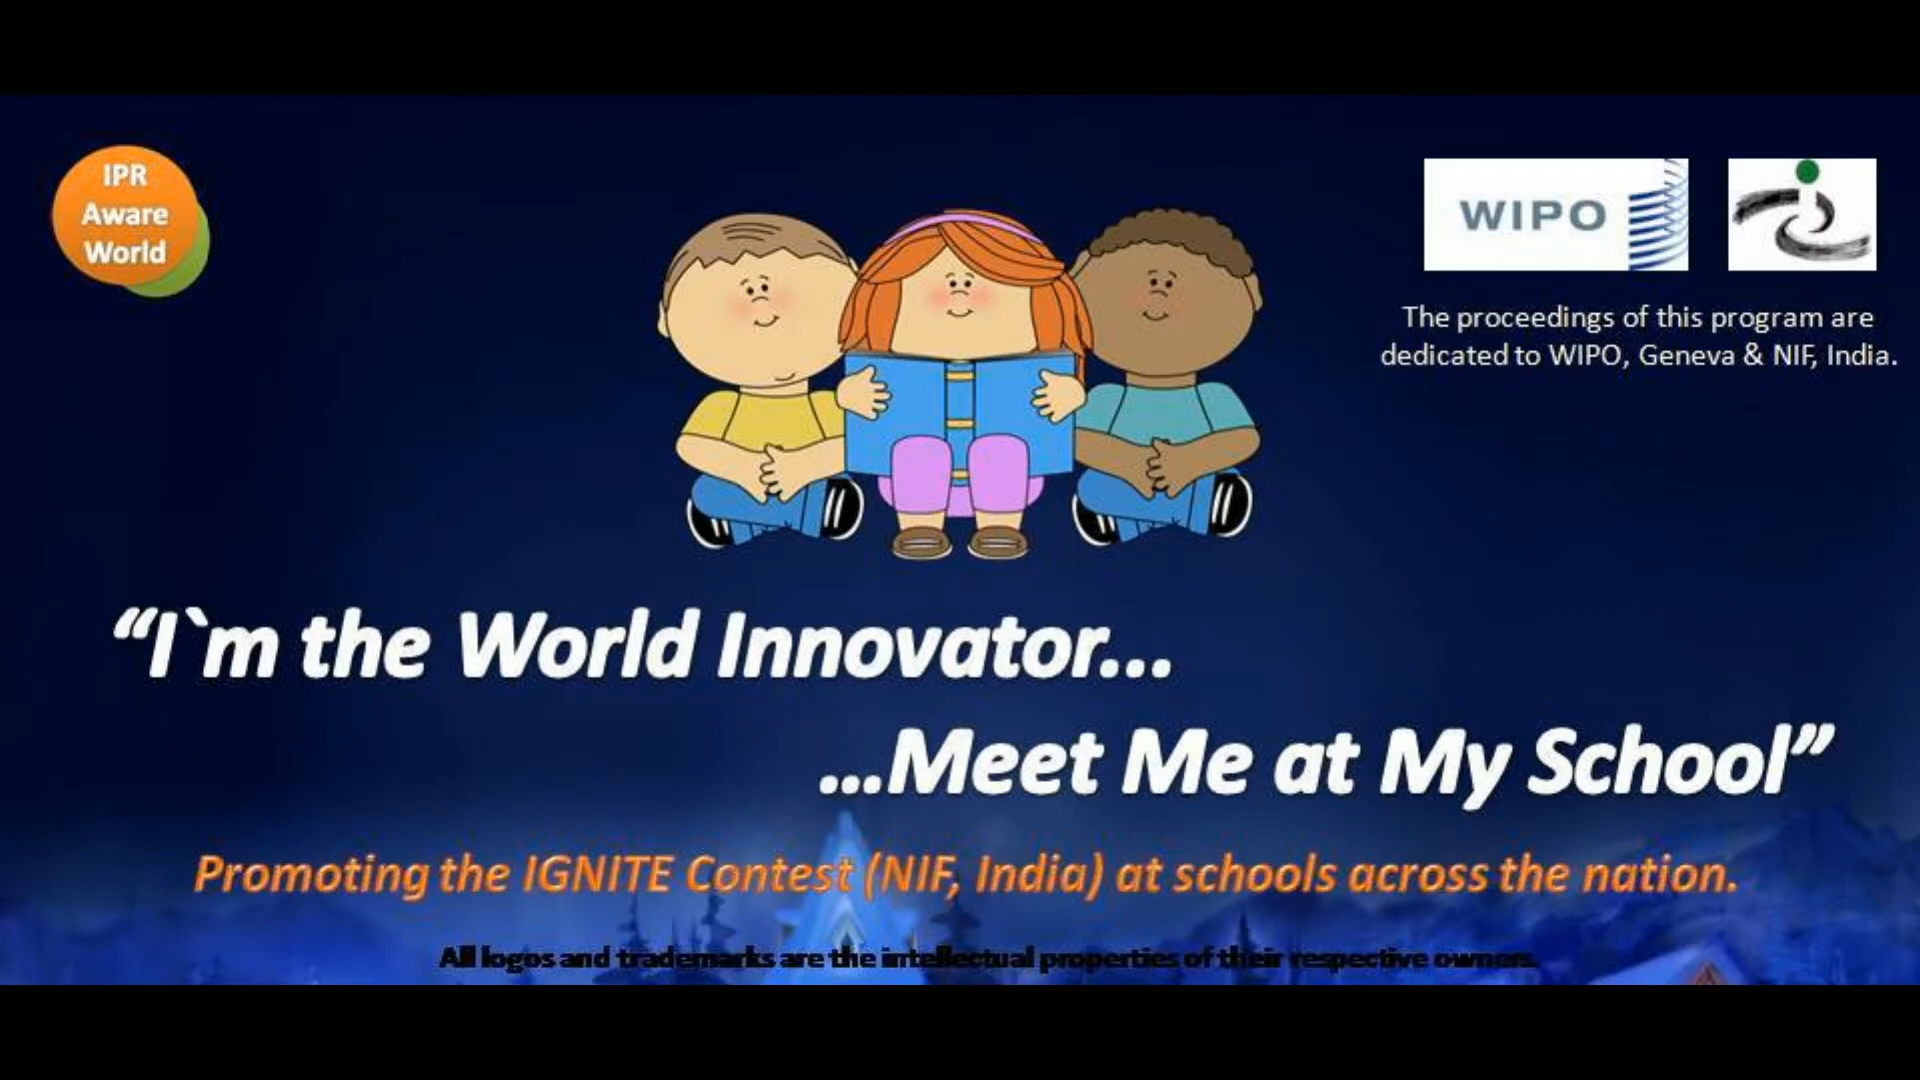 IPR
Aware
World
WIPO
The proceedings of this program are
dedicated to WIPO, Geneva & NIF, India.
“I`m the World Innovator...
...Meet Me at My School”
Promoting the IGNITE Contest (NIF, India) at schools across the nation.
All logos and trademarks are the intellectual properties of their respective owners.